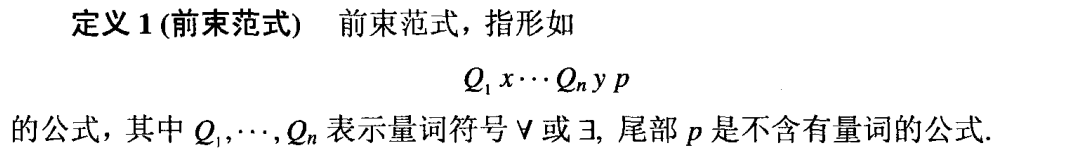 定义 1 (前束范式) 前束范式, 指形如
Q₁ x⋯Qₙ y p
的公式, 其中 Q₁,⋯,Qₙ 表示量词符号 ∀ 或 ∃, 尾部 p 是不含有量词的公式.